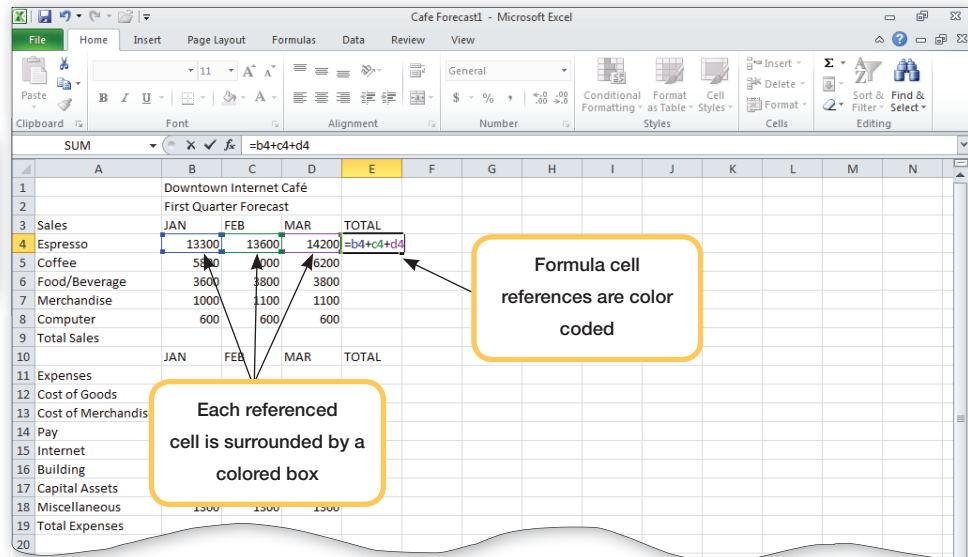 Cafe Forecast1 - Microsoft Excel
File Home Insert Page Layout Formulas Data Review View
Paste
11 A A
General
B I U A
$ % , .00 .00
Conditional Formatting
Format as Table
Cell Styles
Insert
Delete
Format
Σ
Sort & Filter
Find & Select
Clipboard Font Alignment Number Styles Cells Editing
SUM fx =b4+c4+d4
A B C D E F G H I J K L M N
1 Downtown Internet Café
2 First Quarter Forecast
3 Sales JAN FEB MAR TOTAL
4 Espresso 13300 13600 14200 =b4+c4+d4
5 Coffee 6200
6 Food/Beverage 3600 3800 3800
7 Merchandise 1000 1100 1100
8 Computer 600 600 600
9 Total Sales
10 JAN FEB MAR TOTAL
11 Expenses
12 Cost of Goods
13 Cost of Merchandis
14 Pay
15 Internet
16 Building
17 Capital Assets
18 Miscellaneous 1300 1300 1300
19 Total Expenses
20
Formula cell
references are color
coded
Each referenced
cell is surrounded by a
colored box